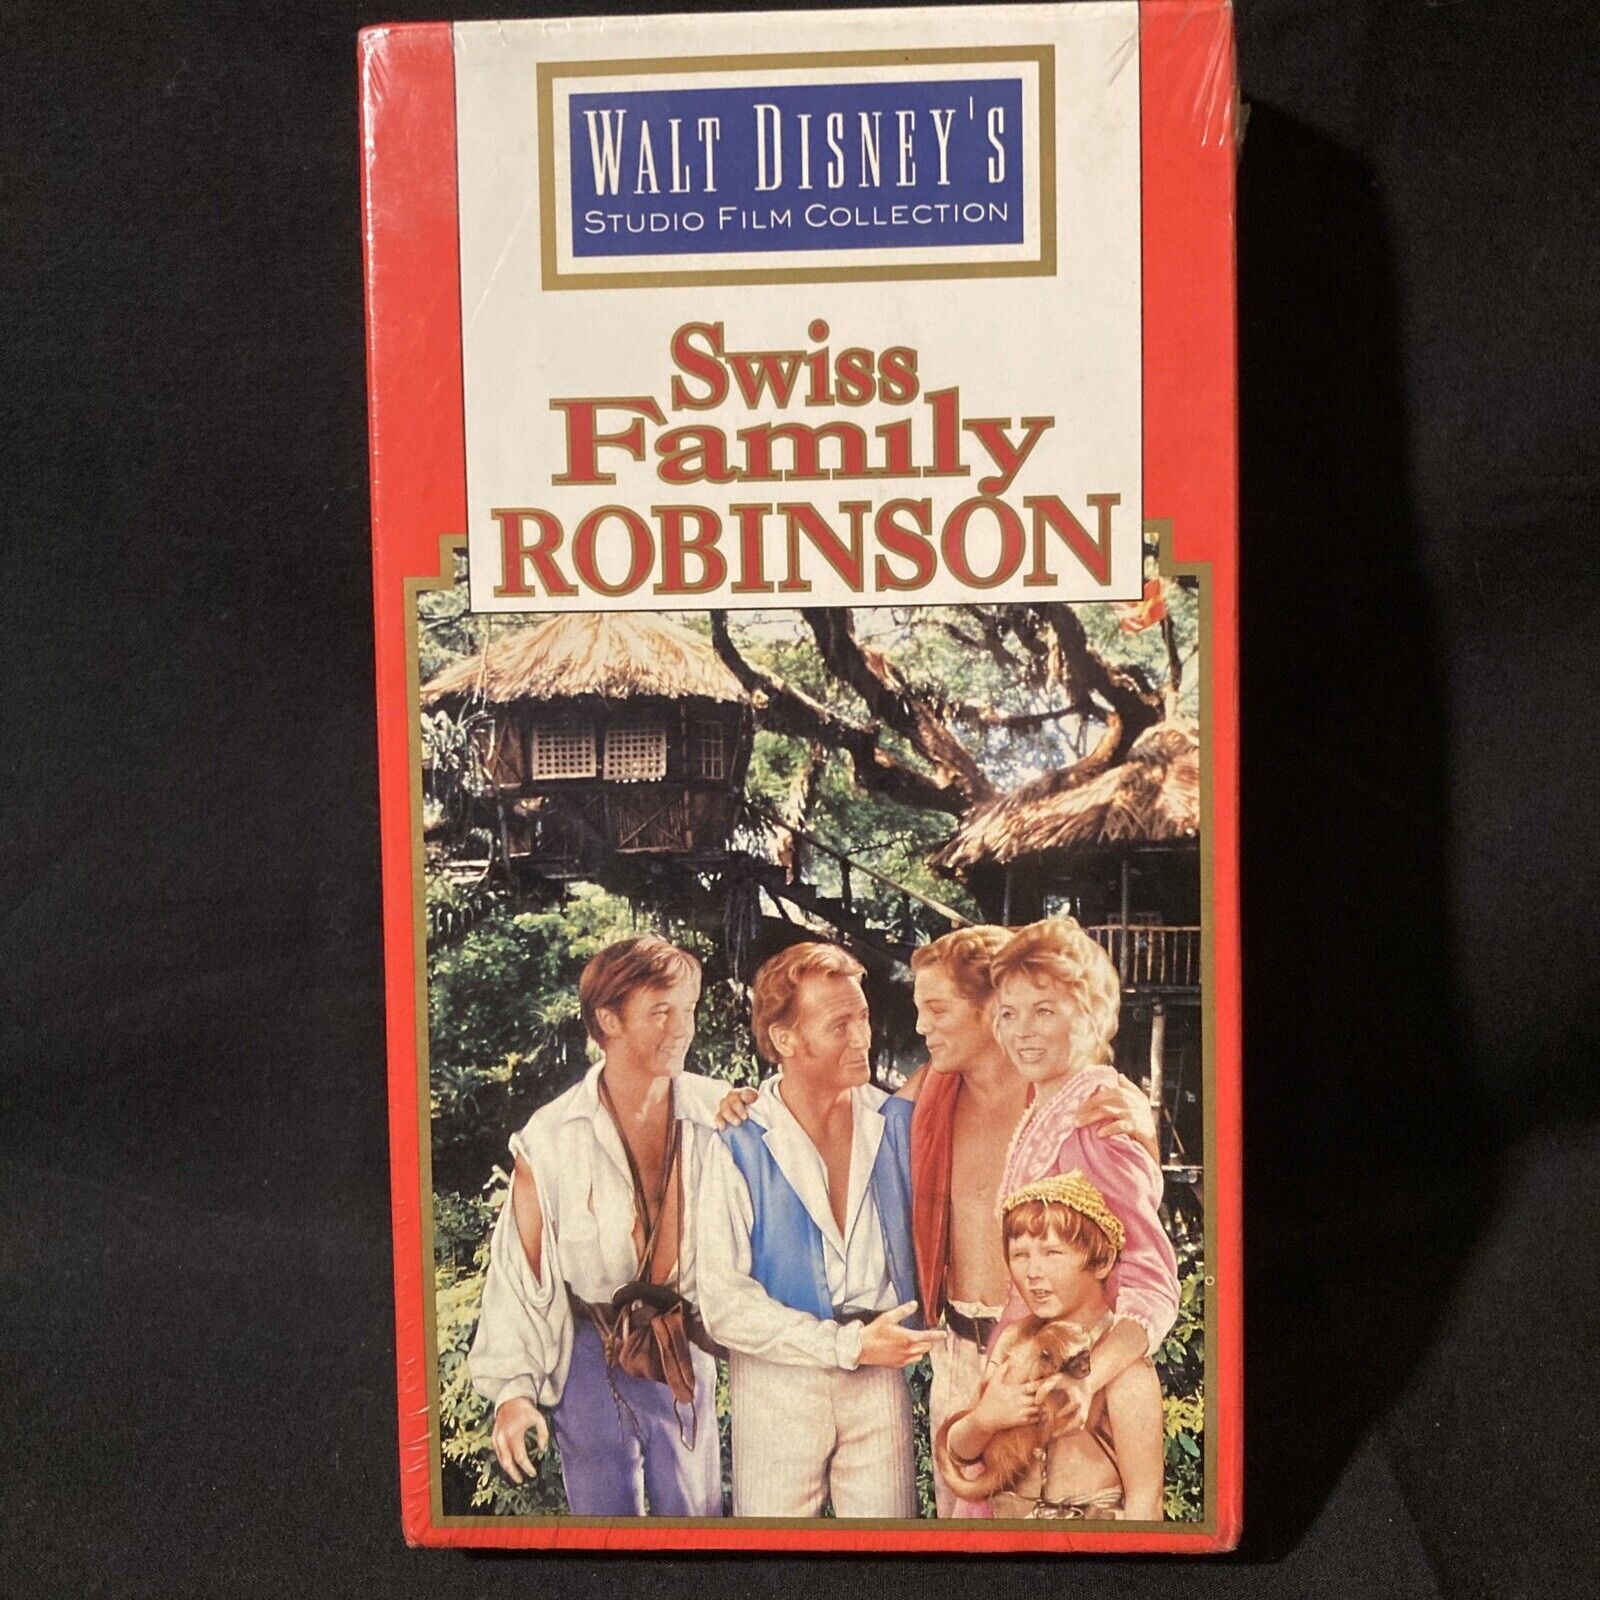 WALT DISNEY'S
STUDIO FILM COLLECTION
Swiss
Family
ROBINSON